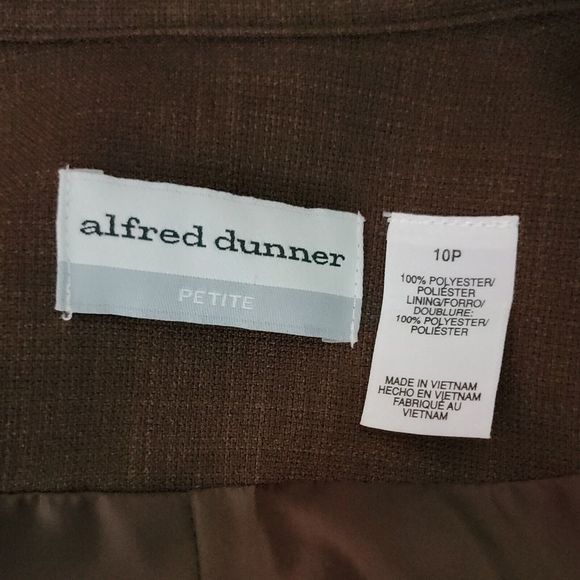 alfred dunner
PETITE
10P
100% POLYESTER/
POLIÉSTER
LINING/FORRO/
DOUBLURE:
100% POLYESTER/
POLIÉSTER
MADE IN VIETNAM
HECHO EN VIETNAM
FABRIQUÉ AU
VIETNAM